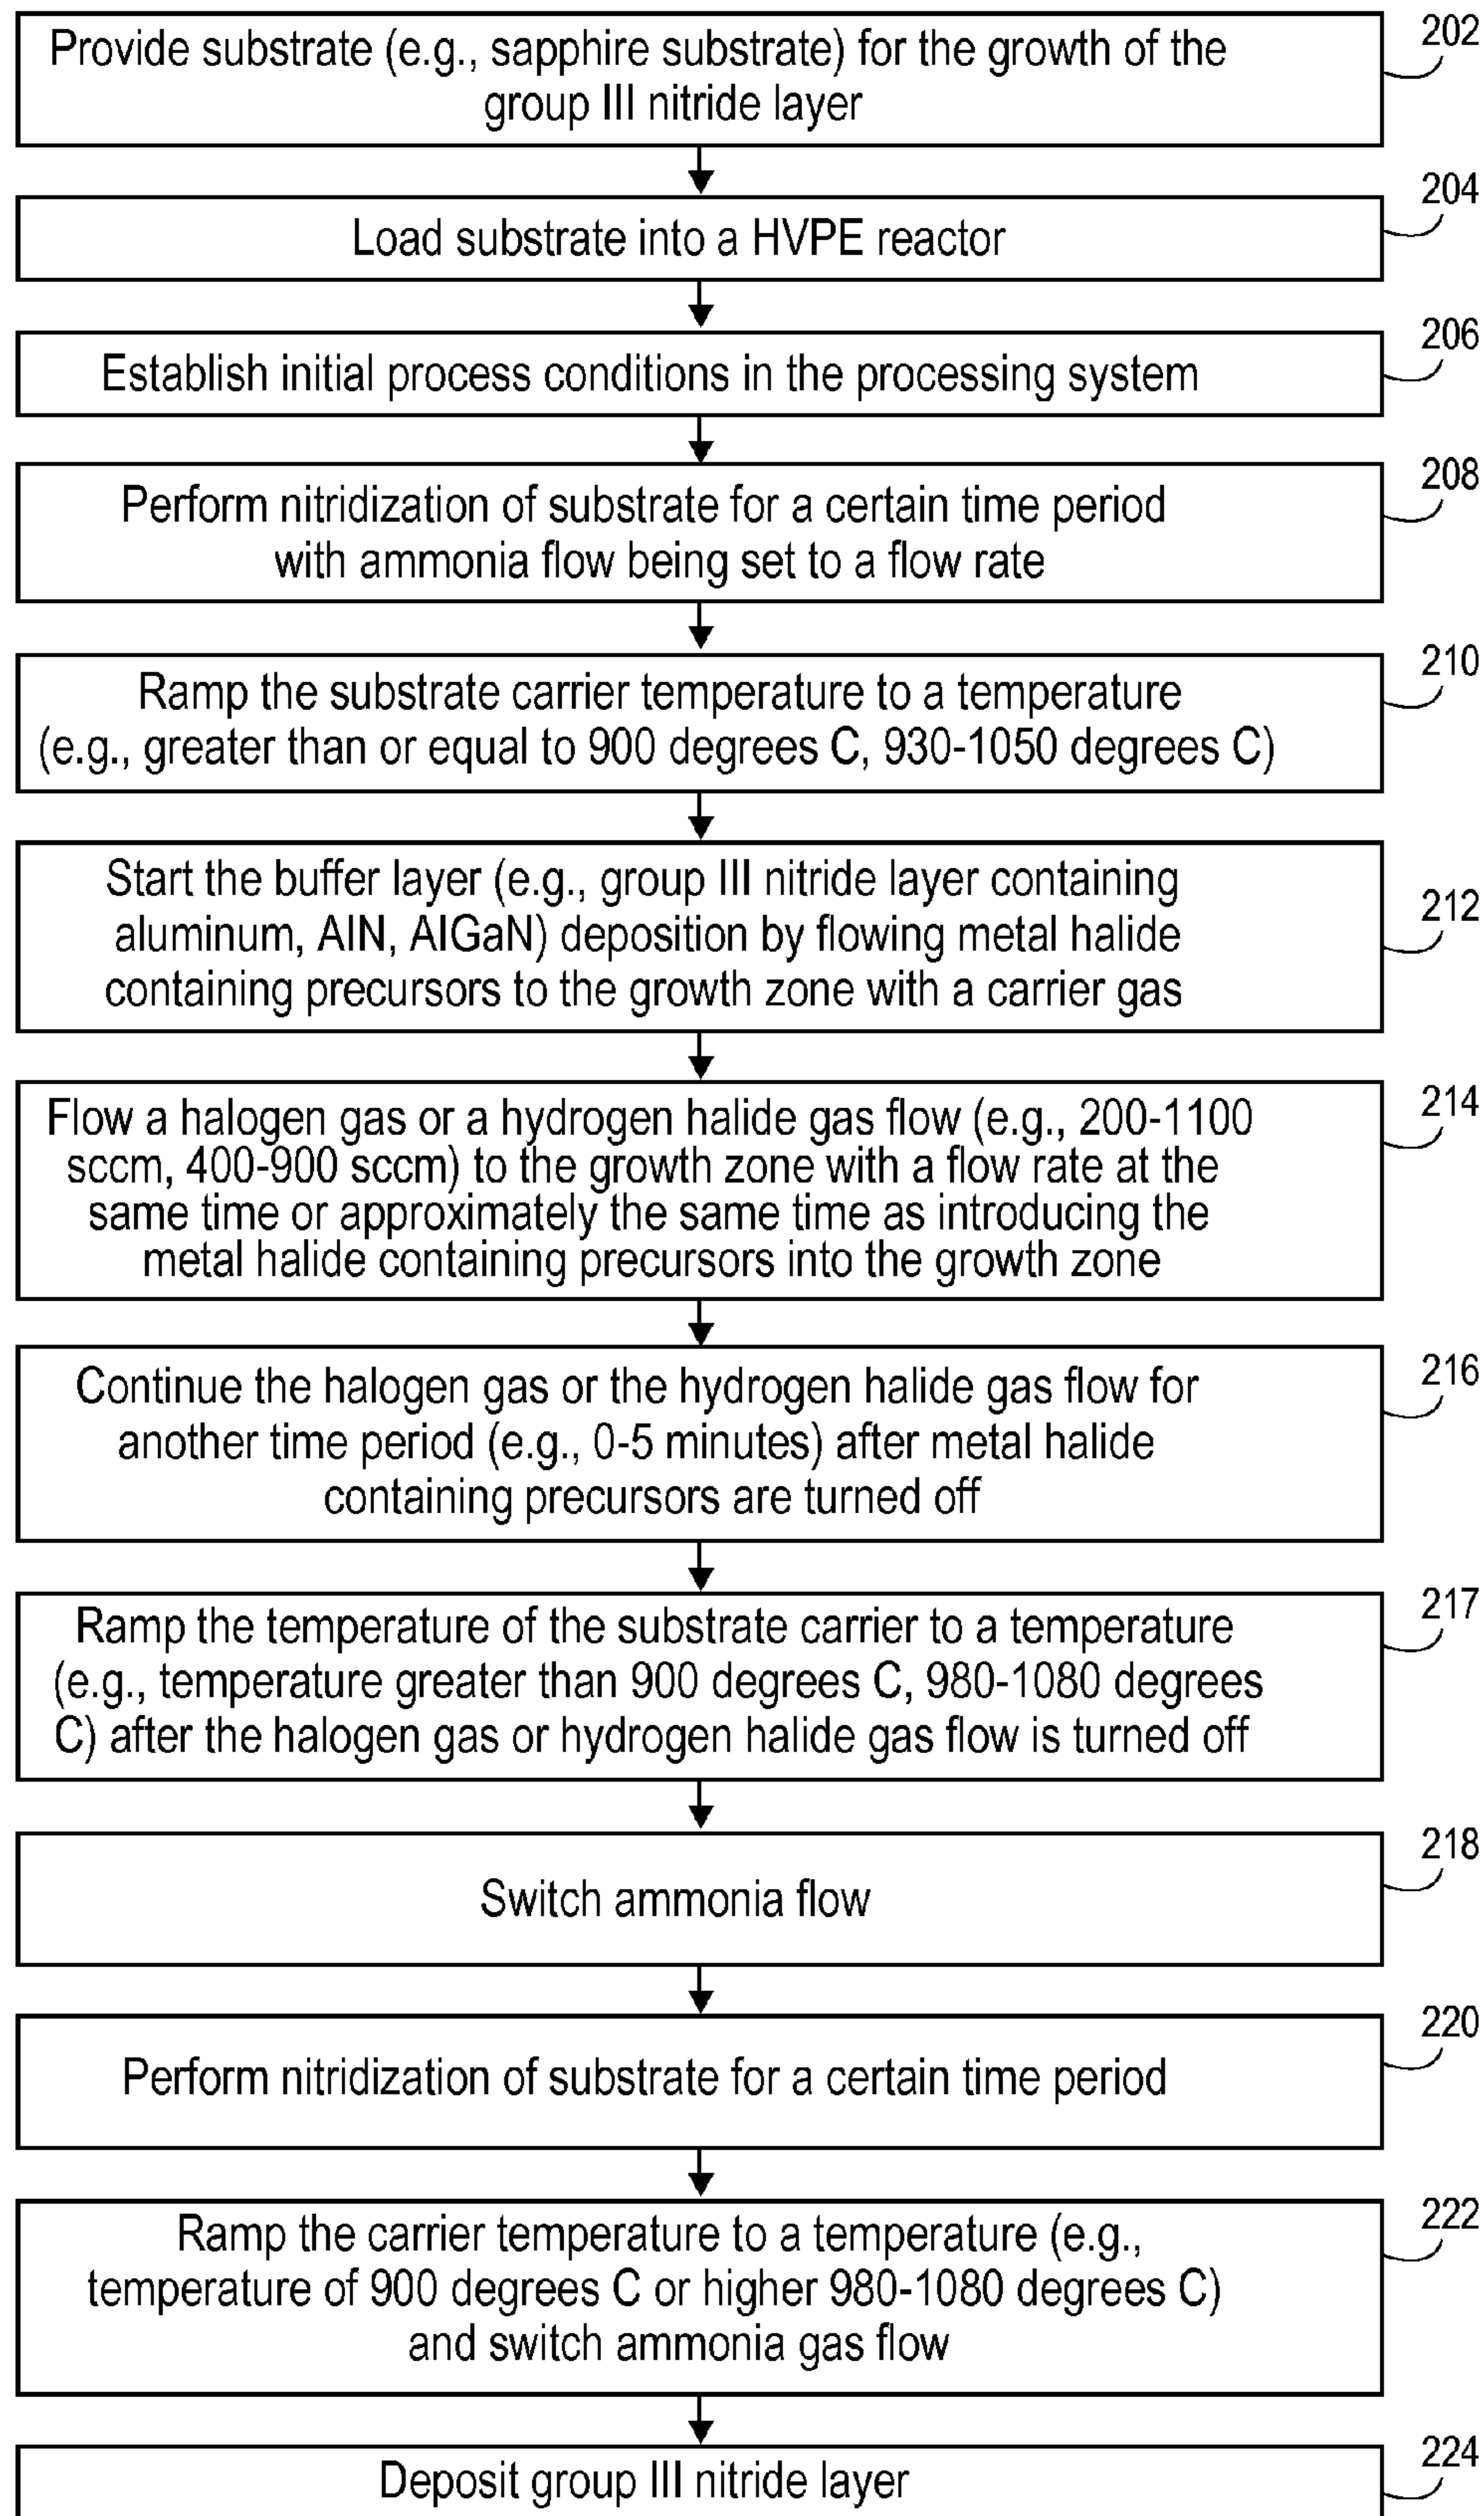 Provide substrate (e.g., sapphire substrate) for the growth of the
group III nitride layer
202
Load substrate into a HVPE reactor
204
Establish initial process conditions in the processing system
206
Perform nitridization of substrate for a certain time period
with ammonia flow being set to a flow rate
208
Ramp the substrate carrier temperature to a temperature
(e.g., greater than or equal to 900 degrees C, 930-1050 degrees C)
210
Start the buffer layer (e.g., group III nitride layer containing
aluminum, AlN, AlGaN) deposition by flowing metal halide
containing precursors to the growth zone with a carrier gas
212
Flow a halogen gas or a hydrogen halide gas flow (e.g., 200-1100
sccm, 400-900 sccm) to the growth zone with a flow rate at the
same time or approximately the same time as introducing the
metal halide containing precursors into the growth zone
214
Continue the halogen gas or the hydrogen halide gas flow for
another time period (e.g., 0-5 minutes) after metal halide
containing precursors are turned off
216
Ramp the temperature of the substrate carrier to a temperature
(e.g., temperature greater than 900 degrees C, 980-1080 degrees
C) after the halogen gas or hydrogen halide gas flow is turned off
217
Switch ammonia flow
218
Perform nitridization of substrate for a certain time period
220
Ramp the carrier temperature to a temperature (e.g.,
temperature of 900 degrees C or higher 980-1080 degrees C)
and switch ammonia gas flow
222
Deposit group III nitride layer
224